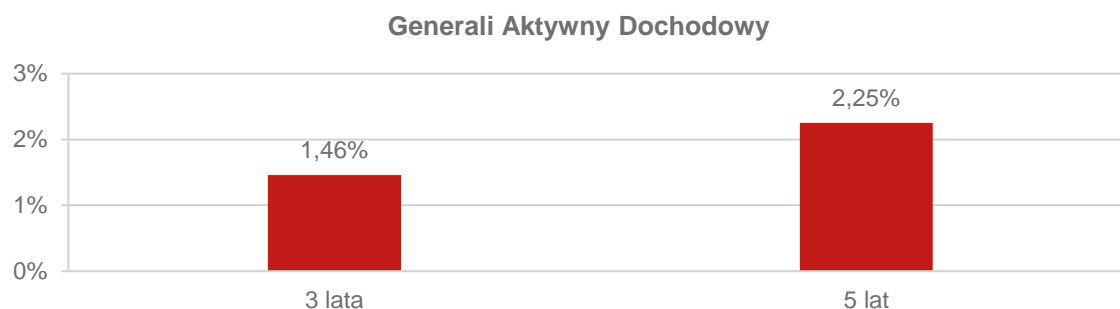 Generali Aktywny Dochodowy
3%
2,25%
2%
1,46%
1%
0%
3 lata
5 lat